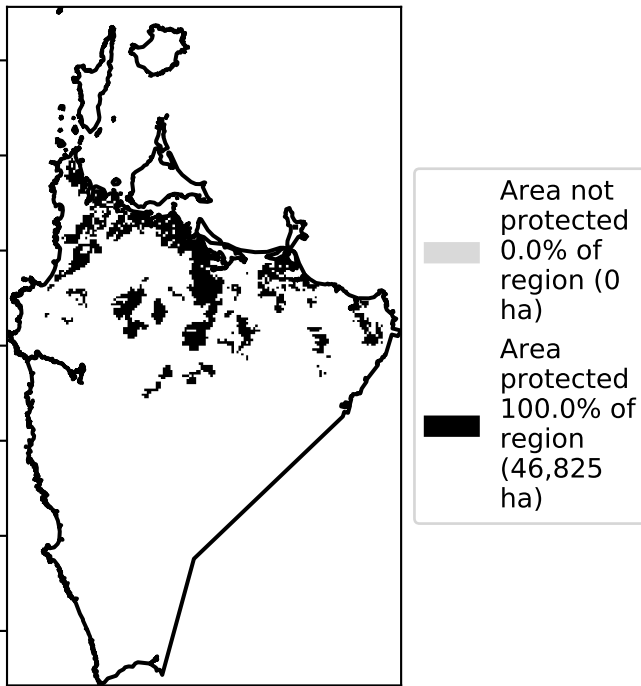 Area not
protected
0.0% of
region (0
ha)
Area
protected
100.0% of
region
(46,825
ha)